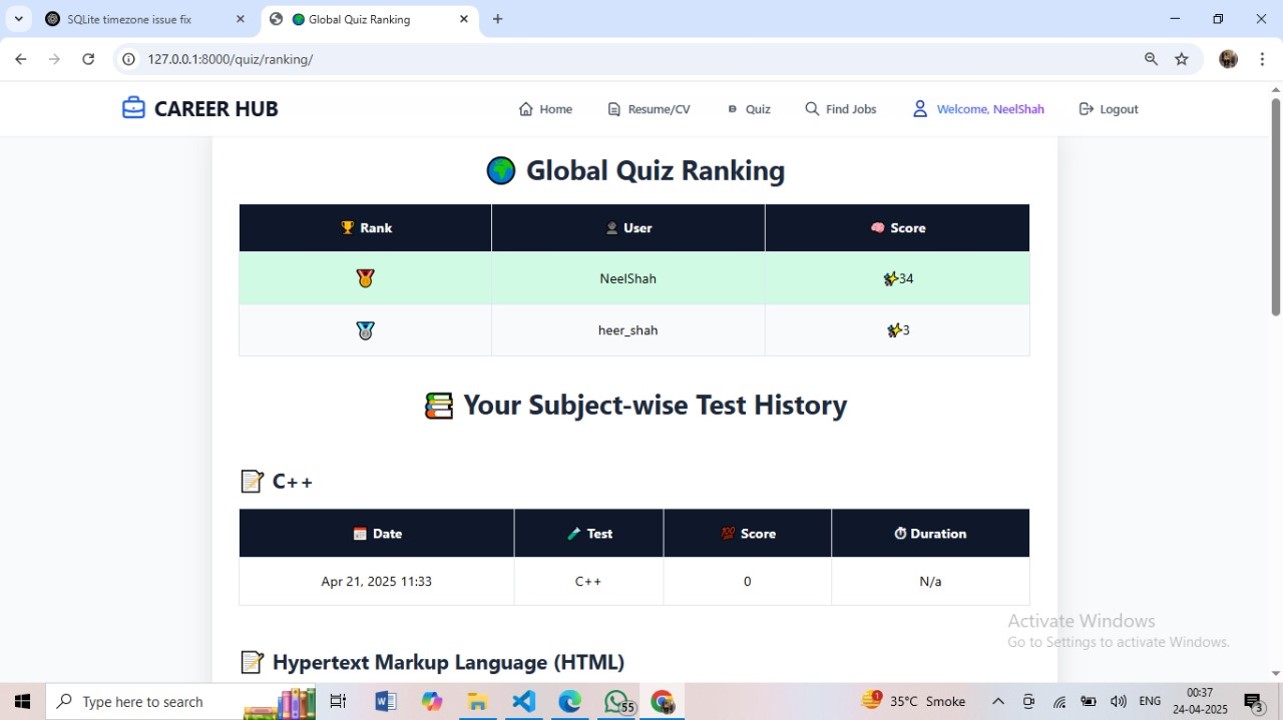 SQLite timezone issue fix
Global Quiz Ranking
127.0.0.1:8000/quiz/ranking/
CAREER HUB
Home
Resume/CV
Quiz
Find Jobs
Welcome, NeelShah
Logout
Global Quiz Ranking
Rank User Score
NeelShah 34
heer_shah 3
Your Subject-wise Test History
C++
Date Test Score Duration
Apr 21, 2025 11:33 C++ 0 N/a
Activate Windows
Go to Settings to activate Windows.
Hypertext Markup Language (HTML)
Type here to search
55
1
35°C Smoke
ENG
00:37
24-04-2025
3